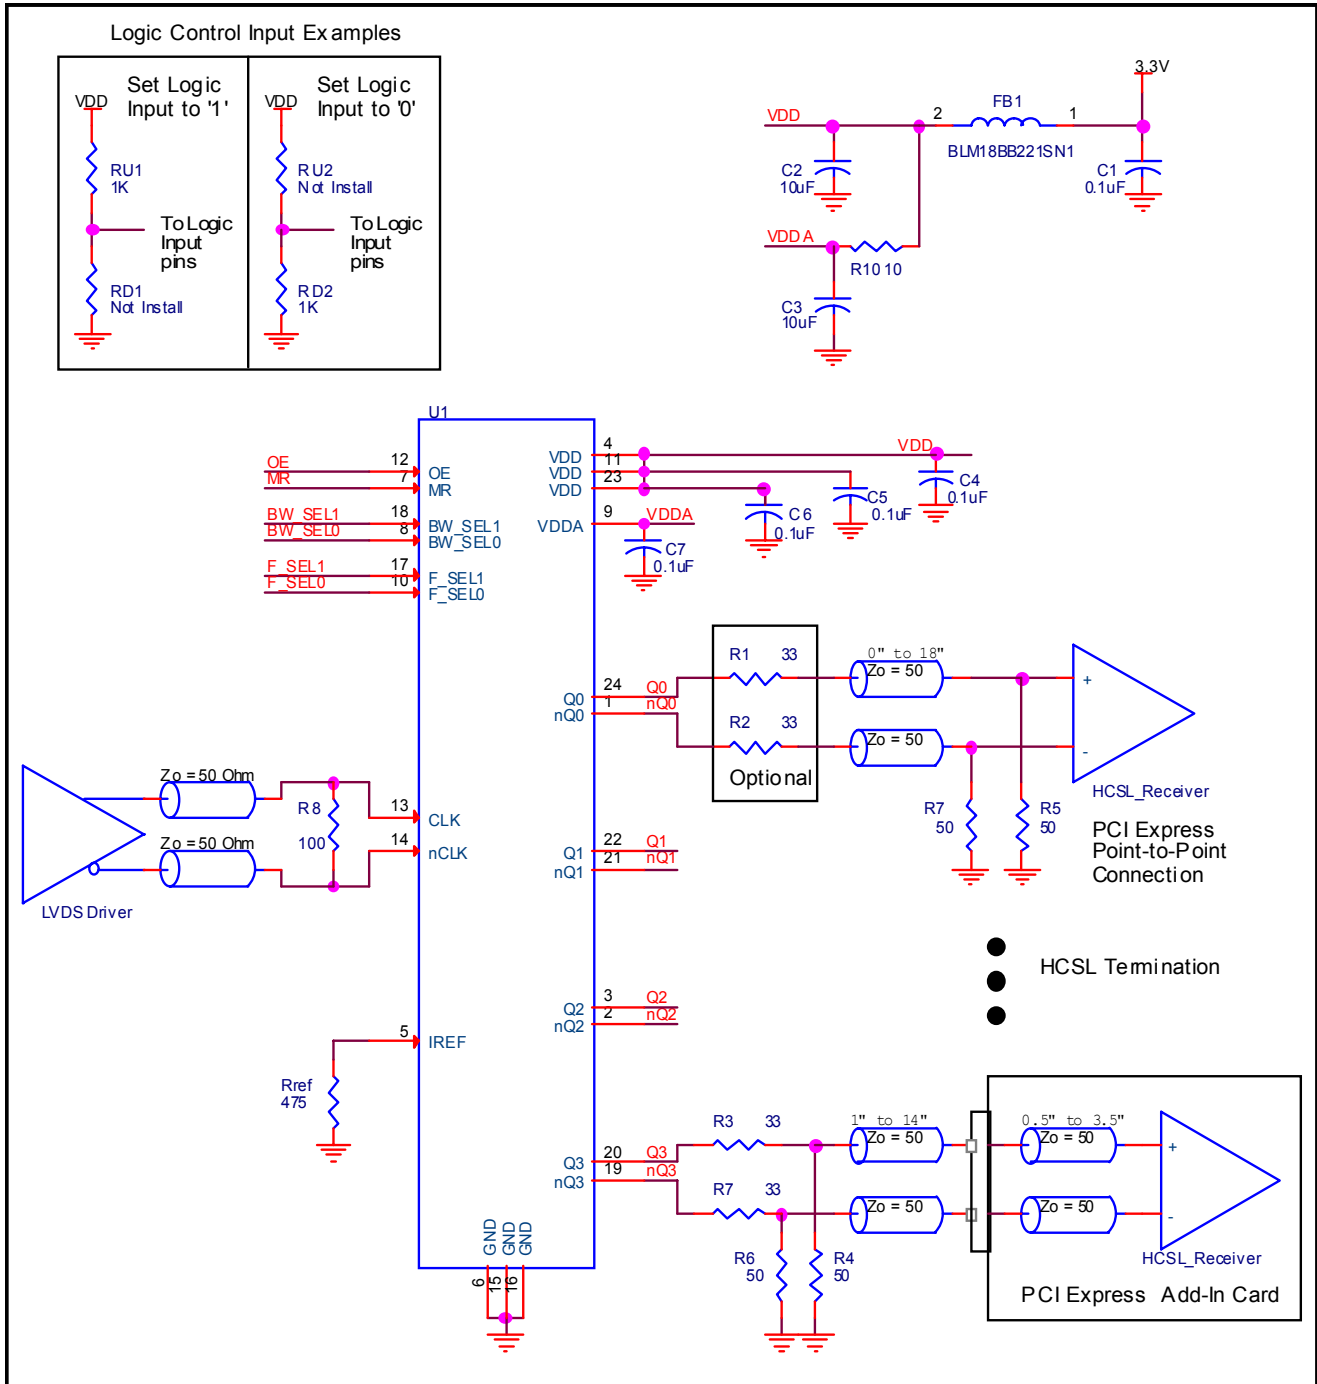 Logic Control Input Examples
Set Logic
Input to '1'
VDD
RU1
1K
To Logic
Input
pins
RD1
Not Install
Set Logic
Input to '0'
VDD
RU2
Not Install
To Logic
Input
pins
RD2
1K
3.3V
FB1
VDD
2
1
BLM18BB221SN1
C2
10uF
C1
0.1uF
VDDA
R10 10
C3
10uF
U1
OE
12
OE
MR
7
MR
BW_SEL1
18
BW_SEL1
BW_SEL0
8
BW_SEL0
F_SEL1
17
F_SEL1
F_SEL0
10
F_SEL0
4
VDD
VDD
11
VDD
23
VDD
C4
0.1uF
C5
0.1uF
C6
0.1uF
9
VDDA
VDDA
C7
0.1uF
R1 33
R2 33
Optional
0" to 18"
Zo = 50
Zo = 50
24
Q0
Q0
1
nQ0
nQ0
+
-
HCSL_Receiver
R7
50
R5
50
PCI Express
Point-to-Point
Connection
Zo = 50 Ohm
Zo = 50 Ohm
R8
100
13
CLK
14
nCLK
LVDS Driver
22
Q1
Q1
21
nQ1
nQ1
HCSL Termination
3
Q2
Q2
2
nQ2
nQ2
5
IREF
Rref
475
20
Q3
Q3
19
nQ3
nQ3
R3 33
R7 33
1" to 14"
Zo = 50
Zo = 50
0.5" to 3.5"
Zo = 50
Zo = 50
+
-
HCSL_Receiver
R6
50
R4
50
PCI Express Add-In Card
GND
GND
GND
6
15
16